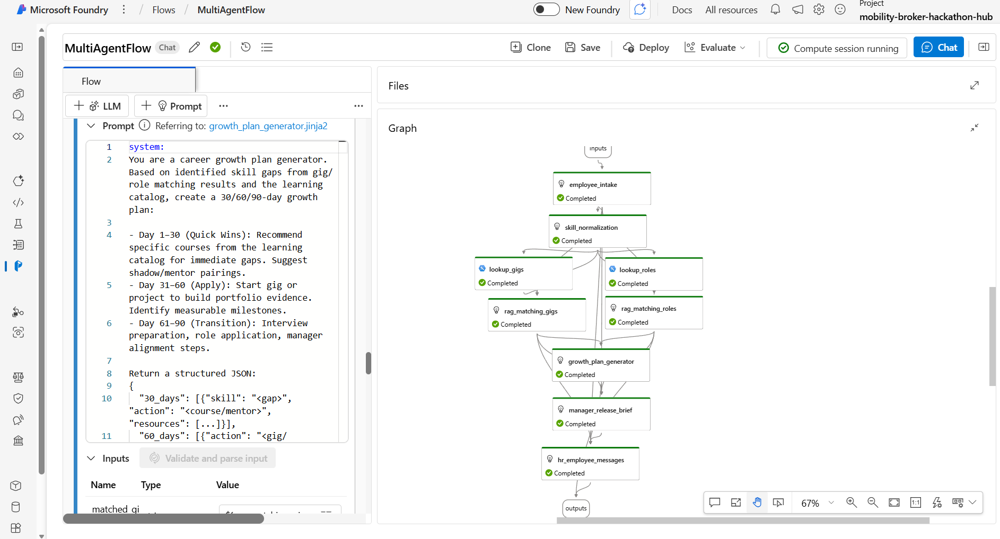 Microsoft Foundry
/ Flows / MultiAgentFlow
New Foundry
Docs
All resources
Project
mobility-broker-hackathon-hub
MultiAgentFlow Chat
Clone
Save
Deploy
Evaluate
Compute session running
Chat
Flow
LLM
Prompt
Prompt Referring to: growth_plan_generator.jinja2
1 system:
2 You are a career growth plan generator.
Based on identified skill gaps from gig/
role matching results and the learning
catalog, create a 30/60/90-day growth
plan:
3
4 - Day 1–30 (Quick Wins): Recommend
specific courses from the learning
catalog for immediate gaps. Suggest
shadow/mentor pairings.
5 - Day 31–60 (Apply): Start gig or
project to build portfolio evidence.
Identify measurable milestones.
6 - Day 61–90 (Transition): Interview
preparation, role application, manager
alignment steps.
7
8 Return a structured JSON:
9 {
10 "30_days": [{"skill": "<gap>",
"action": "<course/mentor>",
"resources": [...]}],
11 "60_days": [{"action": "<gig/
Inputs
Validate and parse input
Name Type Value
matched_gi
Files
Graph
inputs
employee_intake
Completed
skill_normalization
Completed
lookup_gigs
Completed
lookup_roles
Completed
rag_matching_gigs
Completed
rag_matching_roles
Completed
growth_plan_generator
Completed
manager_release_brief
Completed
hr_employee_messages
Completed
outputs
67%
1:1